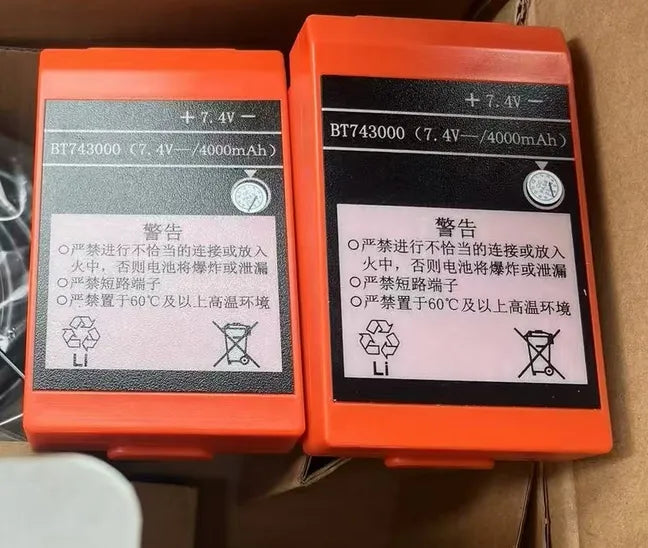 + 7.4V −
BT743000 (7.4V—/4000mAh)
警告
○严禁进行不恰当的连接或放入
火中，否则电池将爆炸或泄漏
○严禁短路端子
○严禁置于60℃及以上高温环境
Li
+ 7.4V −
BT743000 (7.4V—/4000mAh)
警告
○严禁进行不恰当的连接或放入
火中，否则电池将爆炸或泄漏
○严禁短路端子
○严禁置于60℃及以上高温环境
Li